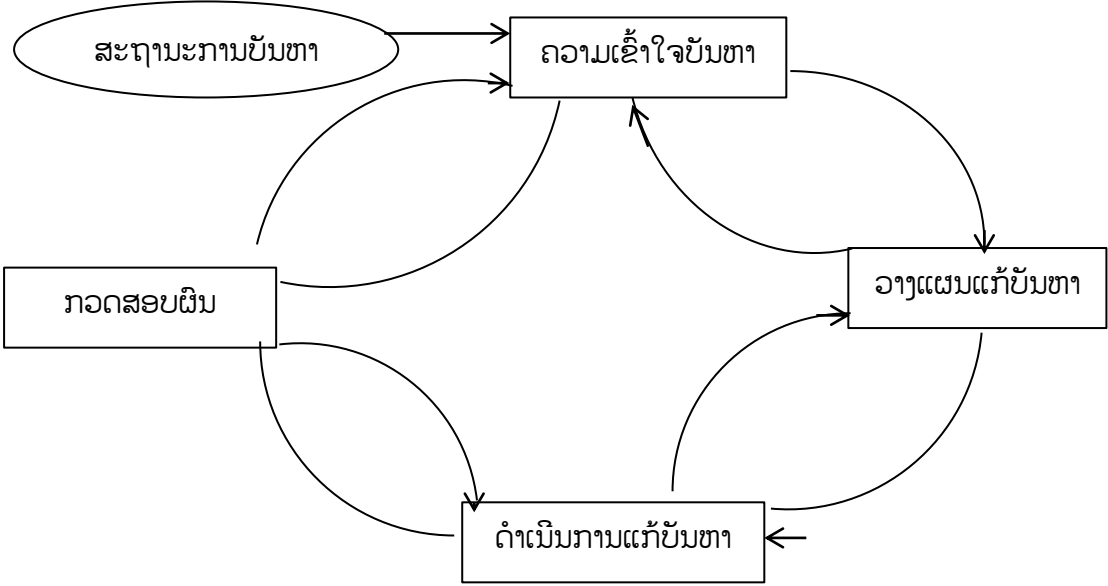 ສະຖານະການບັນຫາ
ຄວາມເຂົ້າໃຈບັນຫາ
ວາງແຜນແກ້ບັນຫາ
ກວດສອບຜົນ
ດຳເນີນການແກ້ບັນຫາ